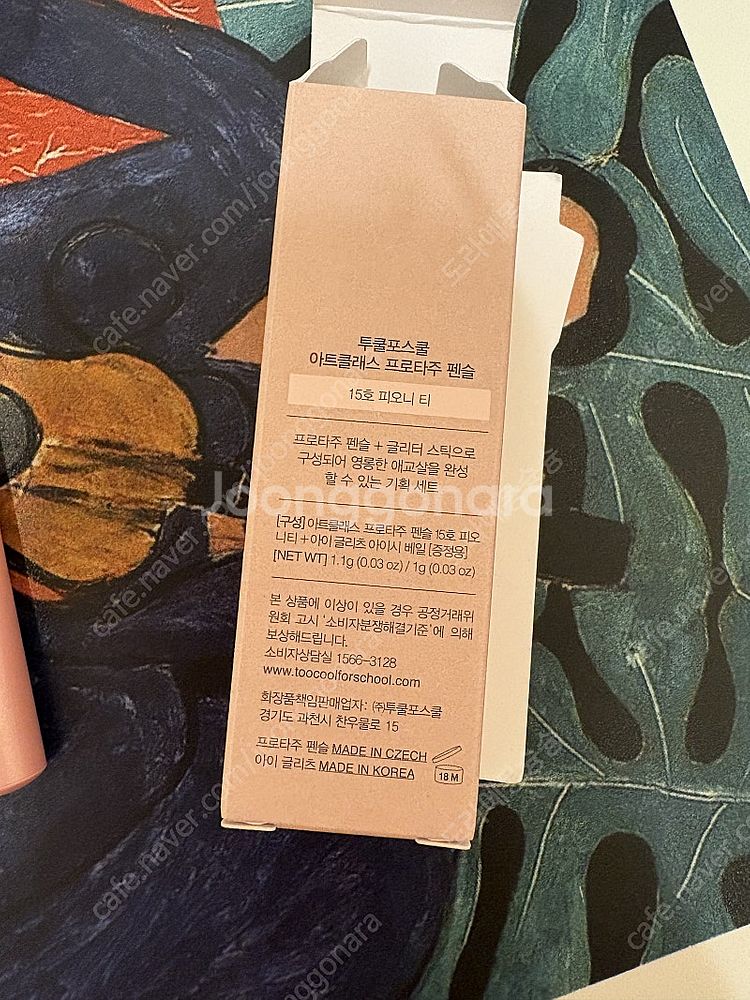 투쿨포스쿨
아트클래스 프로타주 펜슬
15호 피오니 티
프로타주 펜슬 + 글리터 스틱으로
구성되어 영롱한 애교살을 완성
할 수 있는 기획 세트
Joonggonara
[구성] 아트클래스 프로타주 펜슬 15호 피오
니티 + 아이 글리츠 아이시 베일 [증정용]
[NET WT] 1.1g (0.03 oz) / 1g (0.03 oz)
본 상품에 이상이 있을 경우 공정거래위
원회 고시 '소비자분쟁해결기준'에 의해
보상해드립니다.
소비자상담실 1566-3128
www.toocoolforschool.com
화장품책임판매업자: ㈜투쿨포스쿨
경기도 과천시 찬우물로 15
프로타주 펜슬 MADE IN CZECH
아이 글리츠 MADE IN KOREA
18 M
cafe.naver.com/joonggonara